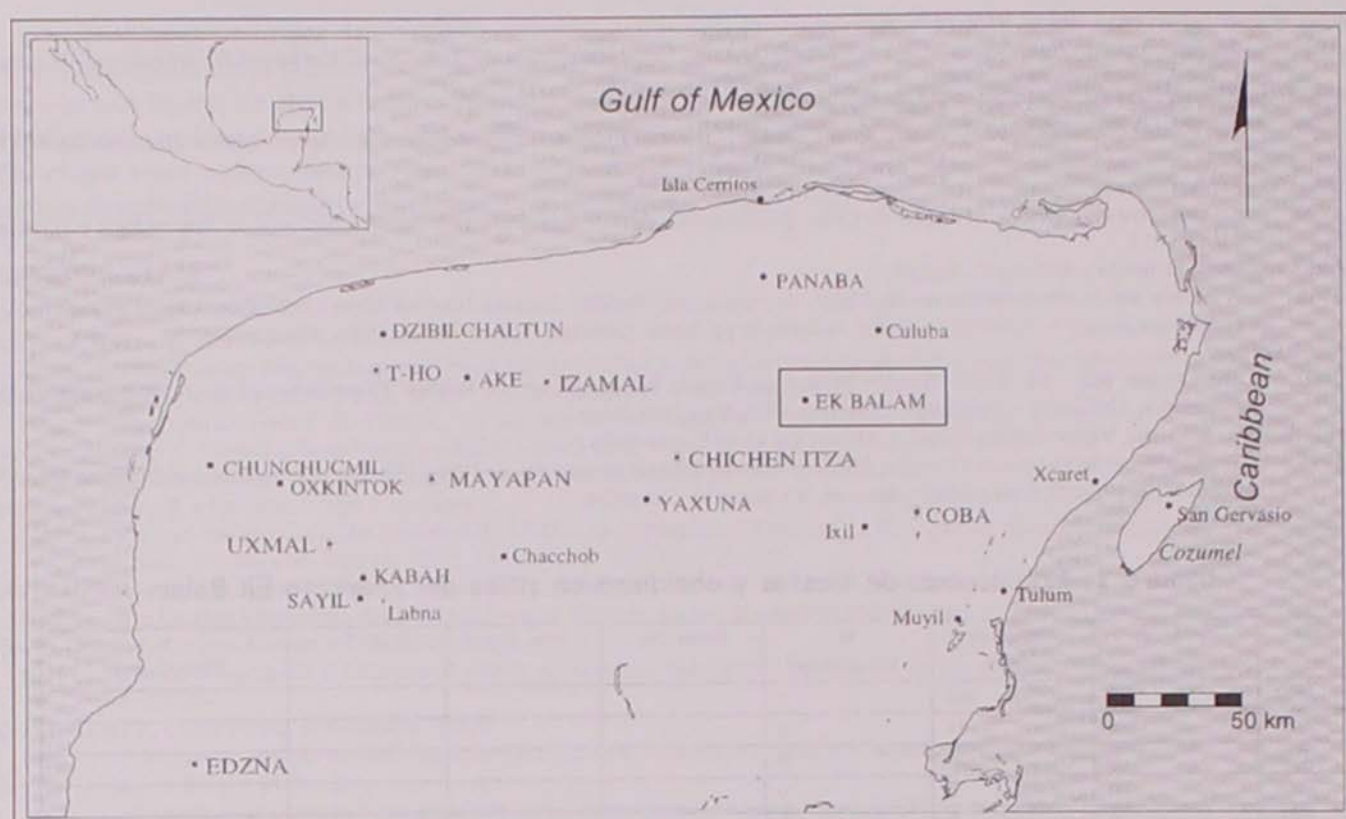 Gulf of Mexico
Isla Cerritos
PANABA
DZIBILCHALTUN
Culuba
T-HO
AKE
IZAMAL
EK BALAM
Caribbean
CHUNCHUCMIL
OXKINTOK
MAYAPAN
CHICHEN ITZA
YAXUNA
Xcaret
San Gervasio
Ixil
COBA
Cozumel
UXMAL
Chacchob
KABAH
SAYIL
Labna
Tulum
Muyil
0 50 km
EDZNA